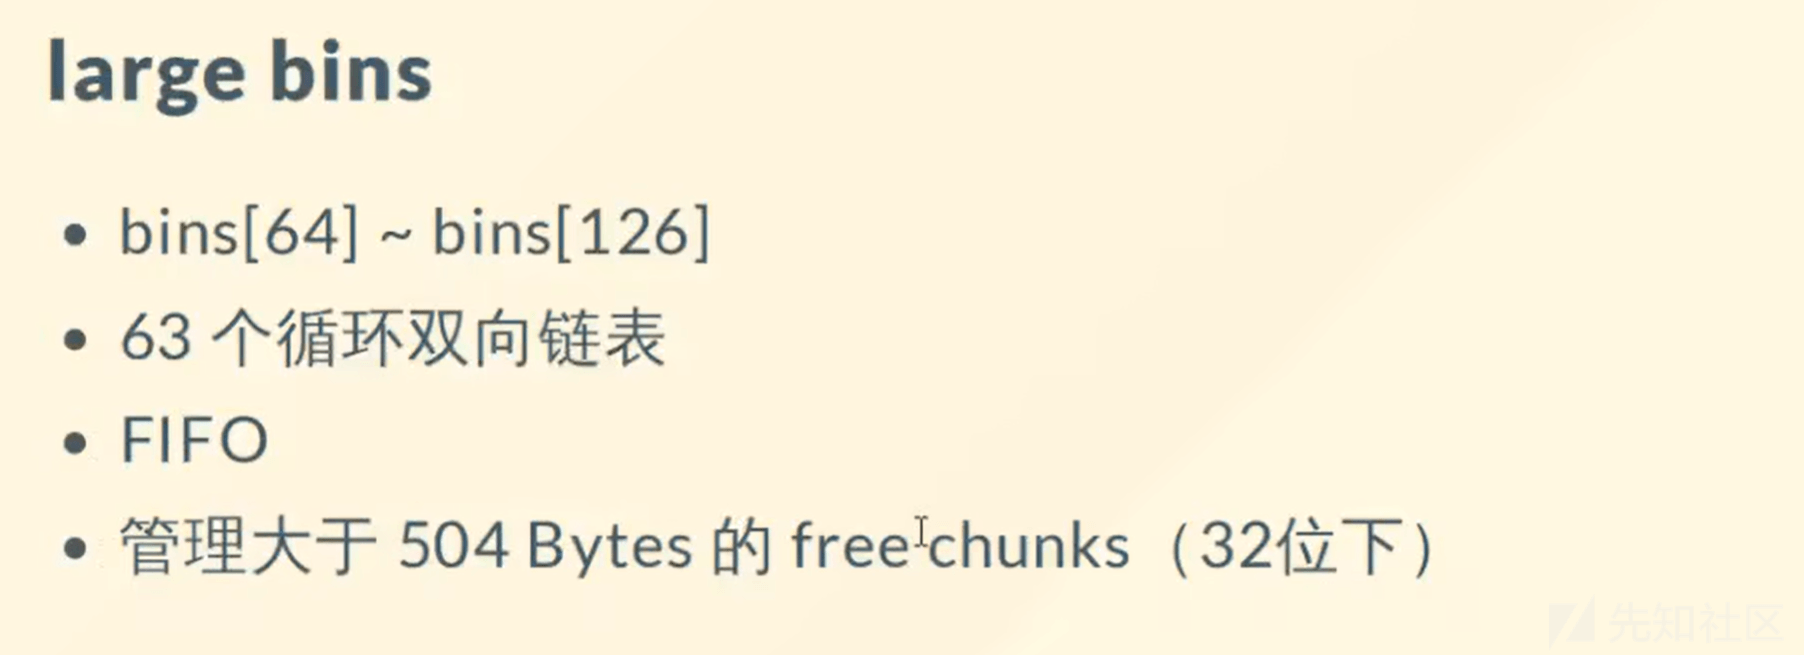 large bins
• bins[64] ~ bins[126]
• 63 个循环双向链表
• FIFO
• 管理大于 504 Bytes 的 free chunks（32位下）
先知社区